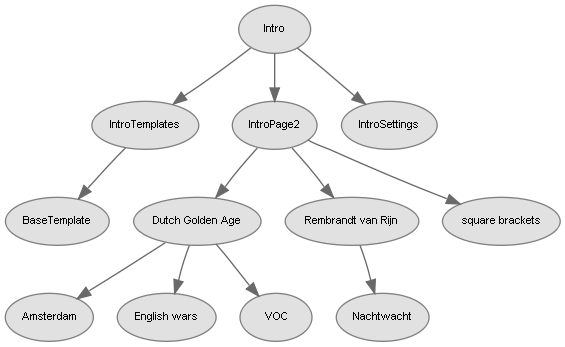 Intro
IntroTemplates
IntroPage2
IntroSettings
BaseTemplate
Dutch Golden Age
Rembrandt van Rijn
square brackets
Amsterdam
English wars
VOC
Nachtwacht